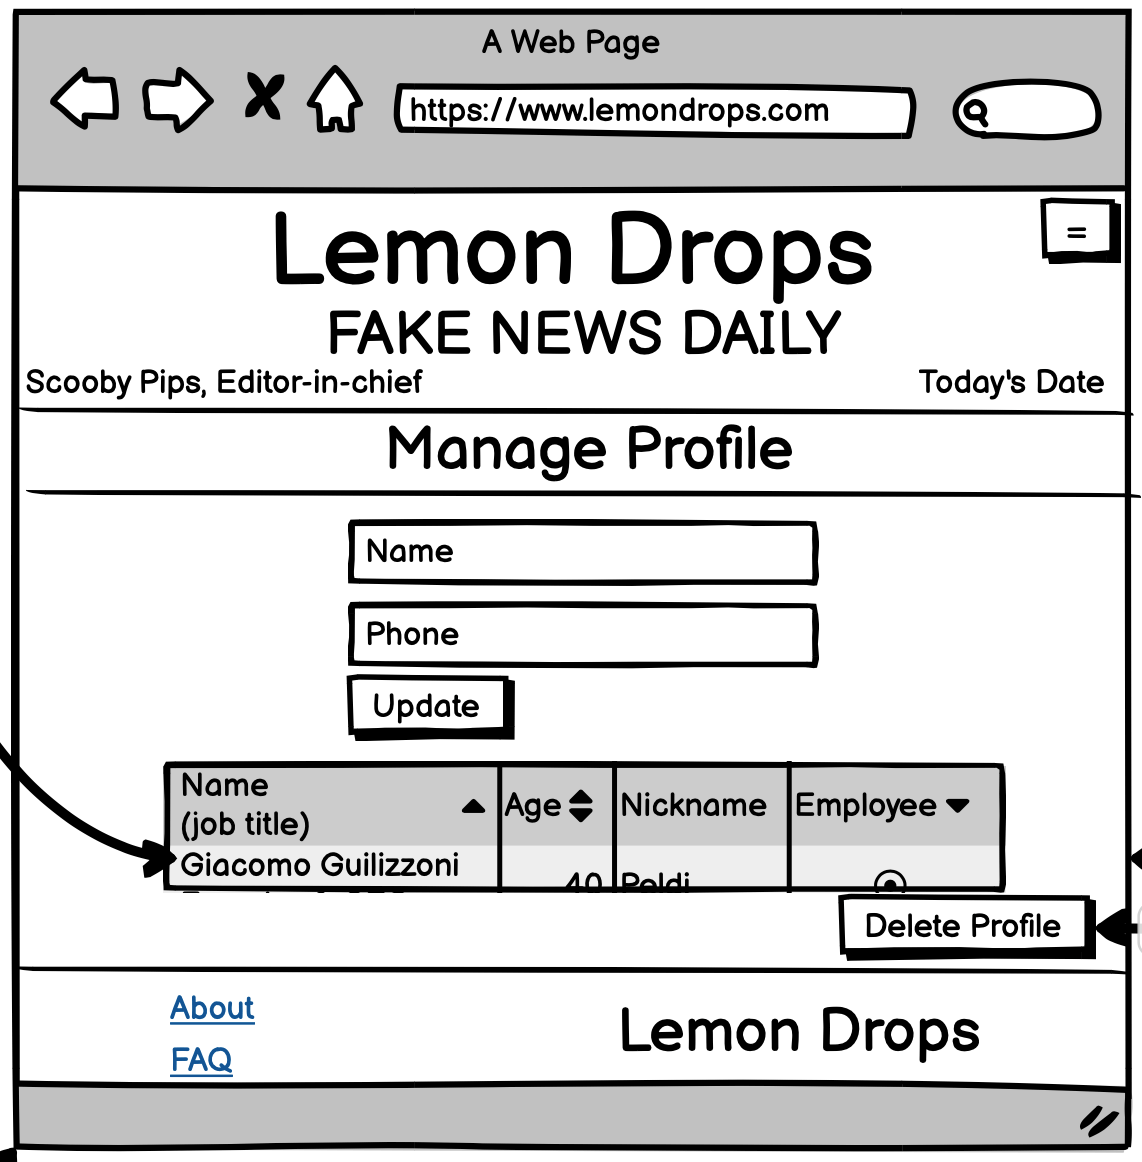 A Web Page
https://www.lemondrops.com
=
Lemon Drops
FAKE NEWS DAILY
Scooby Pips, Editor-in-chief
Today's Date
Manage Profile
Name
Phone
Update
Name
(job title)
Age
Nickname
Employee
Giacomo Guilizzoni
40
Peldi
Delete Profile
About
FAQ
Lemon Drops